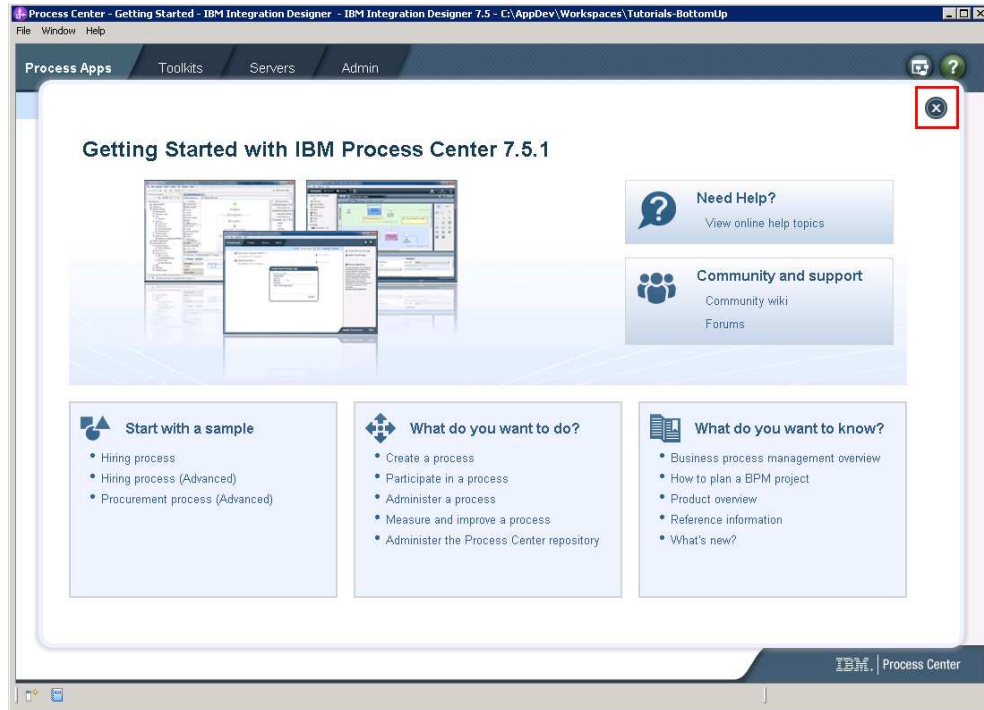 Process Center - Getting Started - IBM Integration Designer - IBM Integration Designer 7.5 - C:\AppDev\Workspaces\Tutorials-BottomUp
File Window Help
Process Apps Toolkits Servers Admin
Getting Started with IBM Process Center 7.5.1
Need Help?
View online help topics
Community and support
Community wiki
Forums
Start with a sample
• Hiring process
• Hiring process (Advanced)
• Procurement process (Advanced)
What do you want to do?
• Create a process
• Participate in a process
• Administer a process
• Measure and improve a process
• Administer the Process Center repository
What do you want to know?
• Business process management overview
• How to plan a BPM project
• Product overview
• Reference information
• What's new?
IBM. Process Center